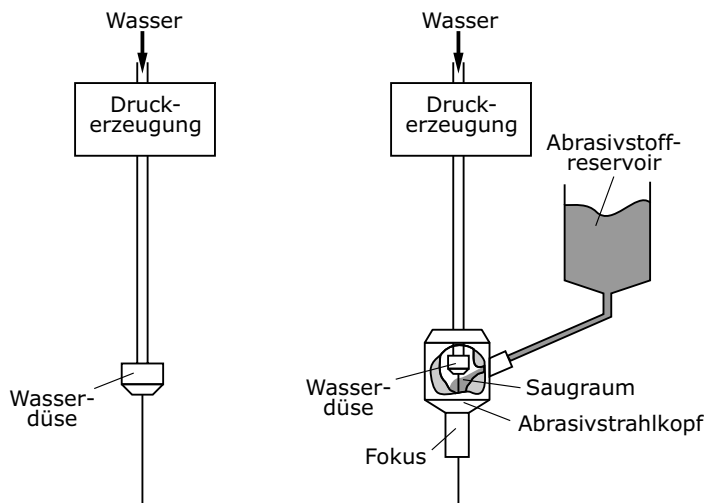 Wasser
Druck-
erzeugung
Wasser-
düse
Wasser
Druck-
erzeugung
Abrasivstoff-
reservoir
Wasser-
düse
Saugraum
Abrasivstrahlkopf
Fokus